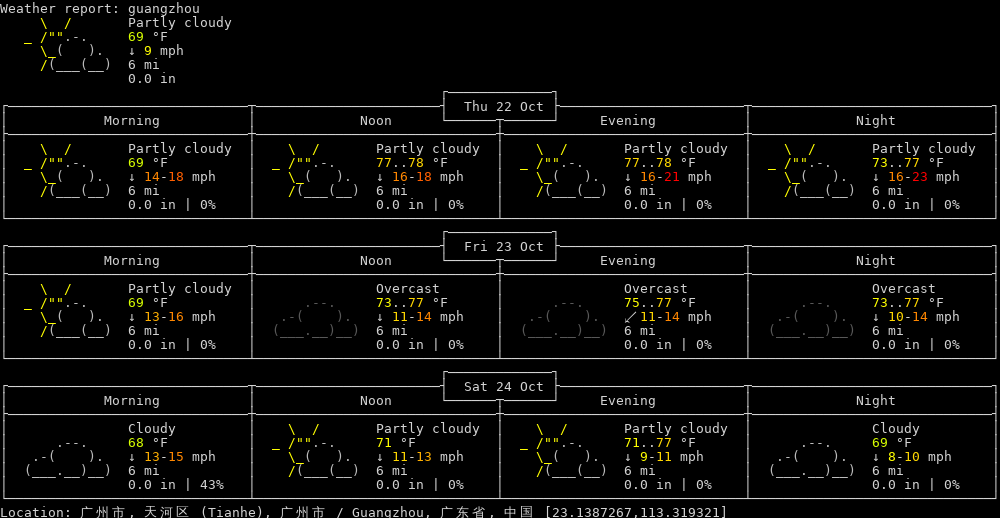 Weather report: guangzhou
Partly cloudy
69 °F
↓ 9 mph
6 mi
0.0 in
Thu 22 Oct
Morning Noon Evening Night
Partly cloudy Partly cloudy Partly cloudy Partly cloudy
69 °F 77..78 °F 77..78 °F 73..77 °F
↓ 14-18 mph ↓ 16-18 mph ↓ 16-21 mph ↓ 16-23 mph
6 mi 6 mi 6 mi 6 mi
0.0 in | 0% 0.0 in | 0% 0.0 in | 0% 0.0 in | 0%
Fri 23 Oct
Morning Noon Evening Night
Partly cloudy Overcast Overcast Overcast
69 °F 73..77 °F 75..77 °F 73..77 °F
↓ 13-16 mph ↓ 11-14 mph ↙ 11-14 mph ↓ 10-14 mph
6 mi 6 mi 6 mi 6 mi
0.0 in | 0% 0.0 in | 0% 0.0 in | 0% 0.0 in | 0%
Sat 24 Oct
Morning Noon Evening Night
Cloudy Partly cloudy Partly cloudy Cloudy
68 °F 71 °F 71..77 °F 69 °F
↓ 13-15 mph ↓ 11-13 mph ↓ 9-11 mph ↓ 8-10 mph
6 mi 6 mi 6 mi 6 mi
0.0 in | 43% 0.0 in | 0% 0.0 in | 0% 0.0 in | 0%
Location: 广州市, 天河区 (Tianhe), 广州市 / Guangzhou, 广东省, 中国 [23.1387267,113.319321]